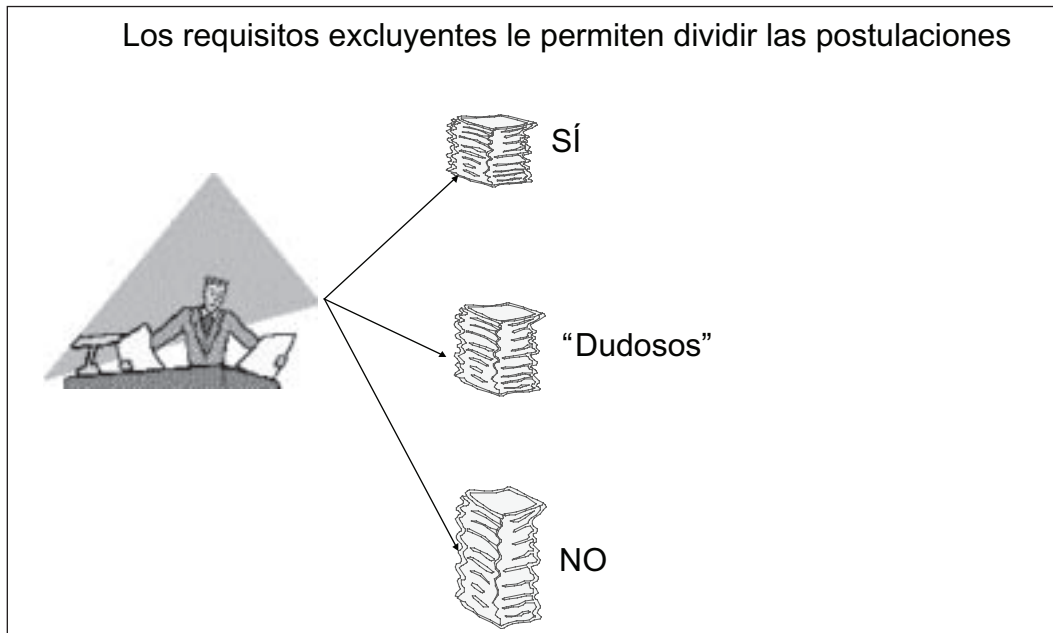 Los requisitos excluyentes le permiten dividir las postulaciones
SÍ
“Dudosos”
NO